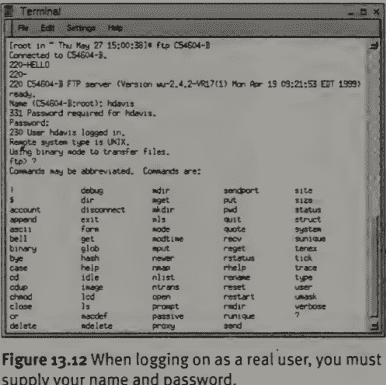 Terminal
File Edit Settings Help
[root in ~ Thu May 27 15:00:38]# ftp C54604-B
Connected to C54604-B.
220-HELLO
220-
220 C54604-B FTP server (Version wu-2.4.2-VR17(1) Mon Apr 19 09:21:53 EDT 1999)
ready.
Name (C54604-B:root): hdavis
331 Password required for hdavis.
Password:
230 User hdavis logged in.
Remote system type is UNIX.
Using binary mode to transfer files.
ftp> ?
Commands may be abbreviated. Commands are:
! debug mdir sendport site
$ dir mget put size
account disconnect mkdir pwd status
append exit mls quit struct
ascii form mode quote system
bell get modtime recv sunique
binary glob mput reget tenex
bye hash newer rstatus tick
case help nmap rhelp trace
cd idle nlist rename type
cdup image ntrans reset user
chmod lcd open restart umask
close ls prompt rmdir verbose
cr macdef passive runique ?
delete mdelete proxy send
Figure 13.12 When logging on as a real user, you must
supply your name and password.